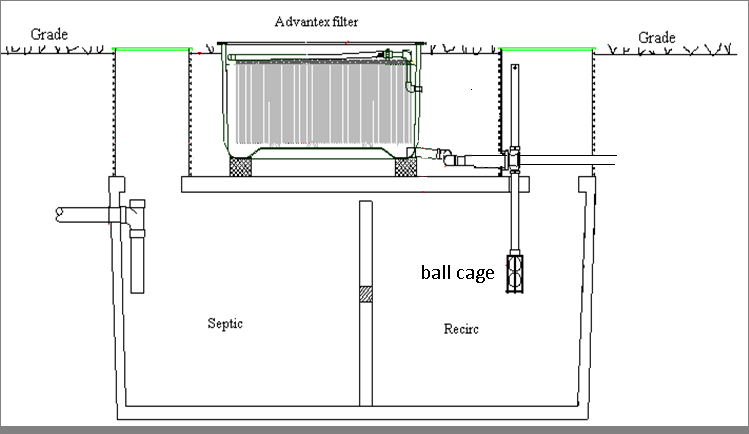 Advantex filter
Grade
Grade
ball cage
Septic
Recirc